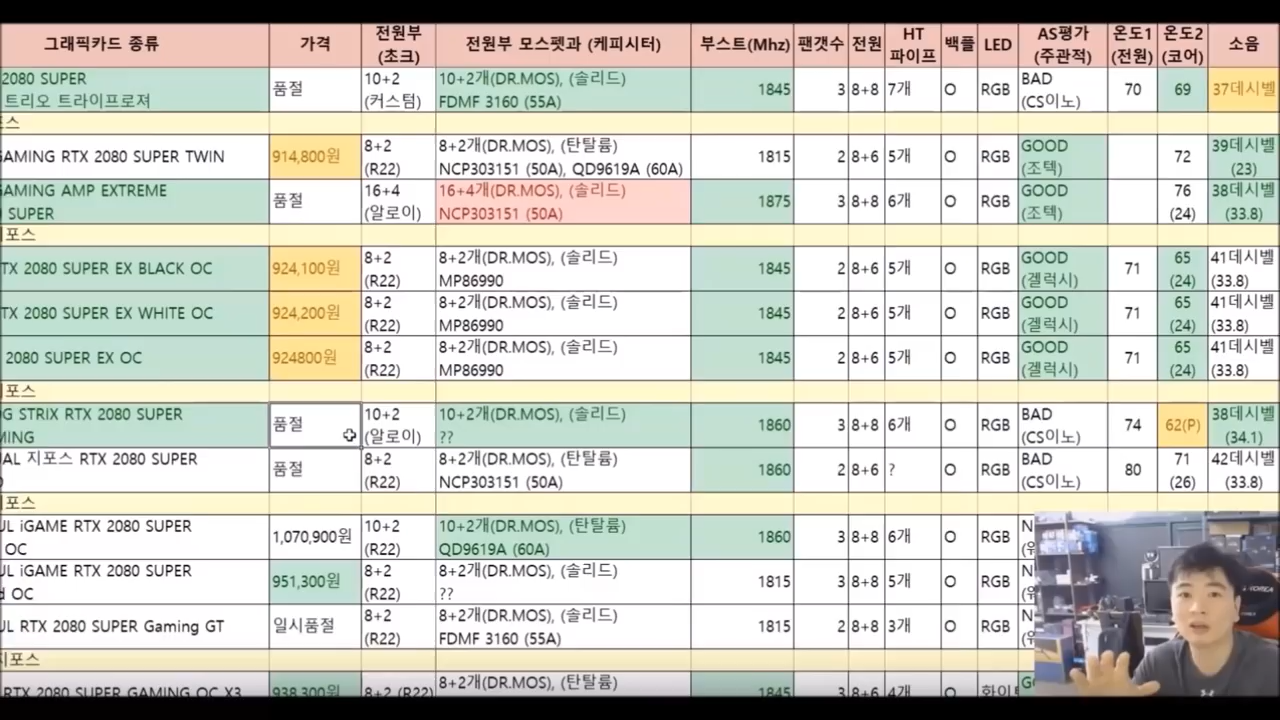 그래픽카드 종류 가격 전원부 (초크) 전원부 모스펫과 (케피시터) 부스트(Mhz) 팬갯수 전원 HT 파이프 백플 LED AS평가 (주관적) 온도1 (전원) 온도2 (코어) 소음
2080 SUPER 트리오 트라이프로져 품절 10+2 (커스텀) 10+2개(DR.MOS), (솔리드) FDMF 3160 (55A) 1845 3 8+8 7개 O RGB BAD (CS이노) 70 69 37데시벨
포스
GAMING RTX 2080 SUPER TWIN 914,800원 8+2 (R22) 8+2개(DR.MOS), (탄탈륨) NCP303151 (50A), QD9619A (60A) 1815 2 8+6 5개 O RGB GOOD (조텍) 72 39데시벨 (23)
GAMING AMP EXTREME SUPER 품절 16+4 (알로이) 16+4개(DR.MOS), (솔리드) NCP303151 (50A) 1875 3 8+8 6개 O RGB GOOD (조텍) 76 (24) 38데시벨 (33.8)
지포스
TX 2080 SUPER EX BLACK OC 924,100원 8+2 (R22) 8+2개(DR.MOS), (솔리드) MP86990 1845 2 8+6 5개 O RGB GOOD (겔럭시) 71 65 (24) 41데시벨 (33.8)
TX 2080 SUPER EX WHITE OC 924,200원 8+2 (R22) 8+2개(DR.MOS), (솔리드) MP86990 1845 2 8+6 5개 O RGB GOOD (겔럭시) 71 65 (24) 41데시벨 (33.8)
2080 SUPER EX OC 924800원 8+2 (R22) 8+2개(DR.MOS), (솔리드) MP86990 1845 2 8+6 5개 O RGB GOOD (겔럭시) 71 65 (24) 41데시벨 (33.8)
지포스
OG STRIX RTX 2080 SUPER MING 품절 10+2 (알로이) 10+2개(DR.MOS), (솔리드) ?? 1860 3 8+8 6개 O RGB BAD (CS이노) 74 62(P) 38데시벨 (34.1)
UAL 지포스 RTX 2080 SUPER 품절 8+2 (R22) 8+2개(DR.MOS), (탄탈륨) NCP303151 (50A) 1860 2 8+6 ? O RGB BAD (CS이노) 80 71 (26) 42데시벨 (33.8)
지포스
UL iGAME RTX 2080 SUPER OC 1,070,900원 10+2 (R22) 10+2개(DR.MOS), (탄탈륨) QD9619A (60A) 1860 3 8+8 6개 O RGB
UL iGAME RTX 2080 SUPER d OC 951,300원 8+2 (R22) 8+2개(DR.MOS), (솔리드) ?? 1815 3 8+8 5개 O RGB
UL RTX 2080 SUPER Gaming GT 일시품절 8+2 (R22) 8+2개(DR.MOS), (솔리드) FDMF 3160 (55A) 1815 2 8+8 3개 O RGB
지포스
RTX 2080 SUPER GAMING OC X3 938,300원 8+2 (R22) 8+2개(DR.MOS), (탄탈륨) 1845 3 8+6 4개 O 화이트